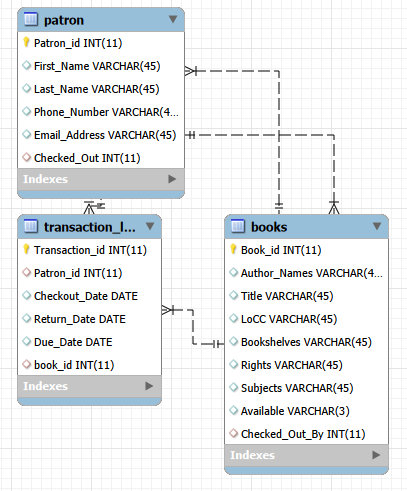 patron
Patron_id INT(11)
First_Name VARCHAR(45)
Last_Name VARCHAR(45)
Phone_Number VARCHAR(4...
Email_Address VARCHAR(45)
Checked_Out INT(11)
Indexes
transaction_l...
Transaction_id INT(11)
Patron_id INT(11)
Checkout_Date DATE
Return_Date DATE
Due_Date DATE
book_id INT(11)
Indexes
books
Book_id INT(11)
Author_Names VARCHAR(4...
Title VARCHAR(45)
LoCC VARCHAR(45)
Bookshelves VARCHAR(45)
Rights VARCHAR(45)
Subjects VARCHAR(45)
Available VARCHAR(3)
Checked_Out_By INT(11)
Indexes